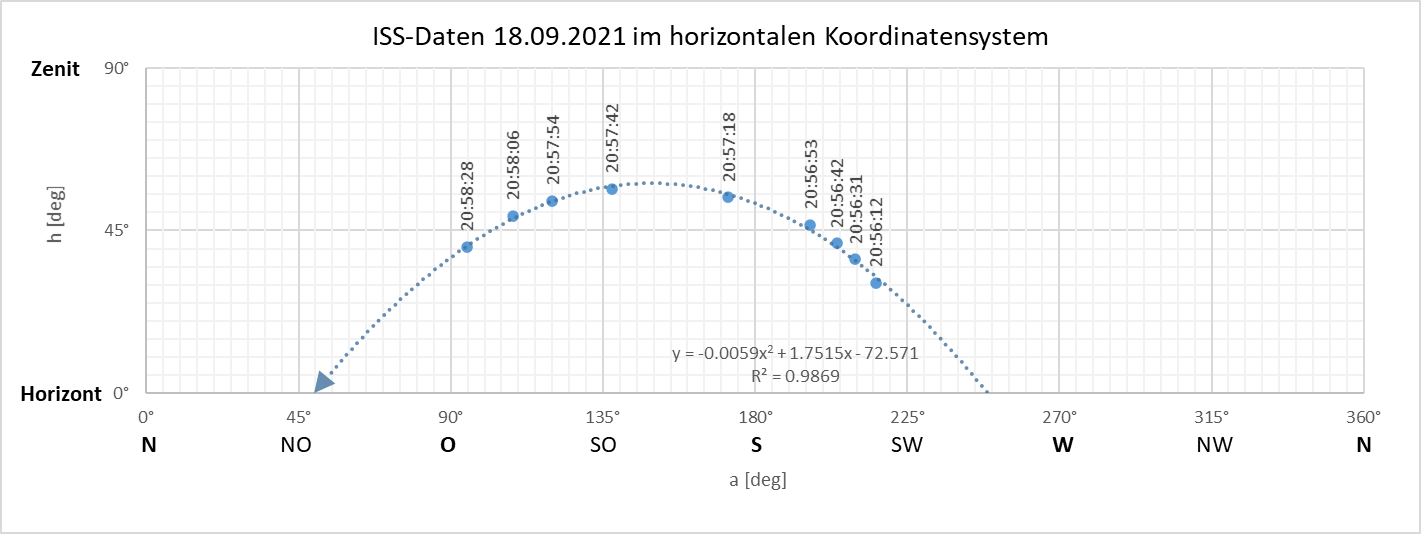 ISS-Daten 18.09.2021 im horizontalen Koordinatensystem
Zenit 90°
20:58:28
20:58:06
20:57:54
20:57:42
20:57:18
20:56:53
20:56:42
20:56:31
20:56:12
h [deg]
45°
y = -0.0059x² + 1.7515x - 72.571
R² = 0.9869
Horizont 0°
0° 45° 90° 135° 180° 225° 270° 315° 360°
N NO O SO S SW W NW N
a [deg]